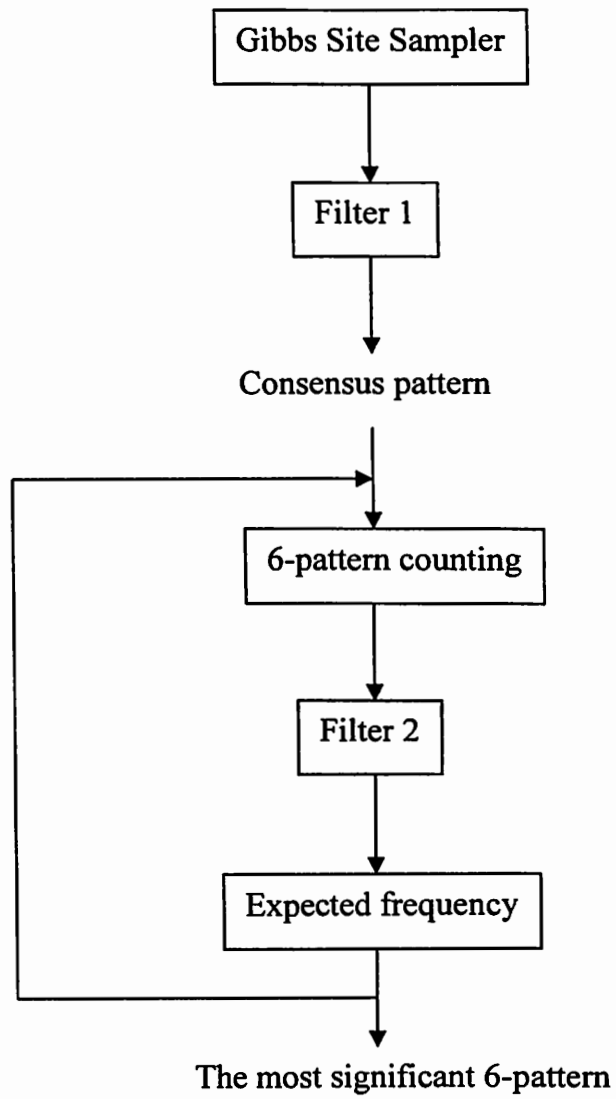 Gibbs Site Sampler
Filter 1
Consensus pattern
6-pattern counting
Filter 2
Expected frequency
The most significant 6-pattern